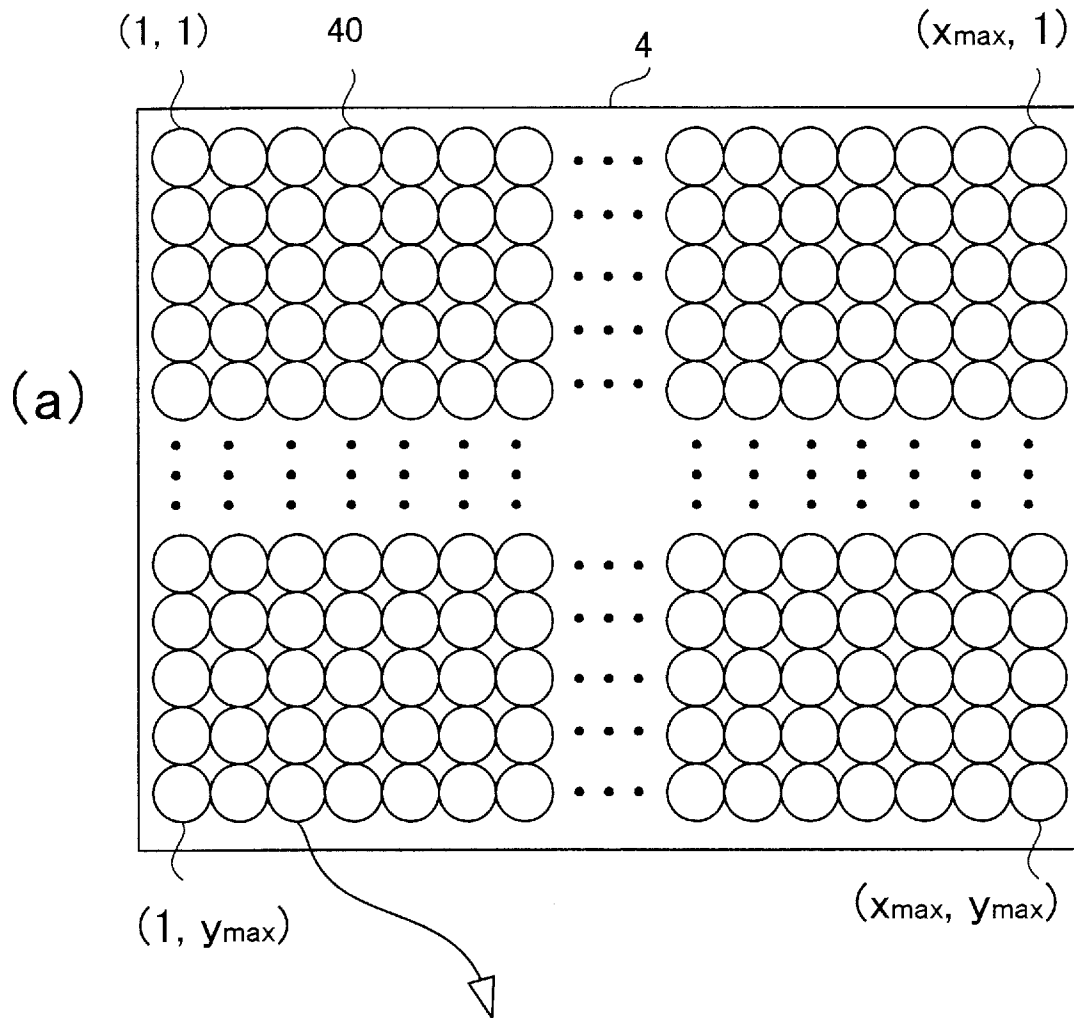 (1, 1) 40 4 (xmax, 1)
(a)
(1, ymax) (xmax, ymax)